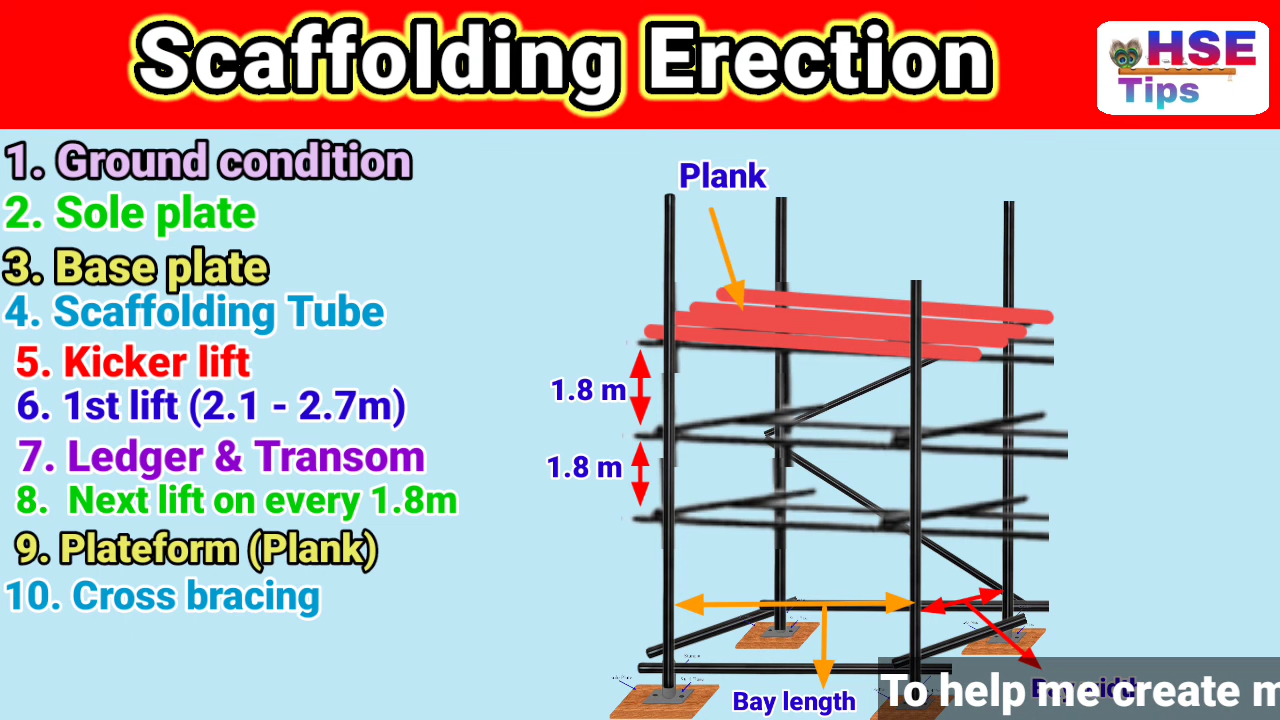 Scaffolding Erection
HSE
Tips
1. Ground condition
2. Sole plate
3. Base plate
4. Scaffolding Tube
5. Kicker lift
6. 1st lift (2.1 - 2.7m)
7. Ledger & Transom
8. Next lift on every 1.8m
9. Plateform (Plank)
10. Cross bracing
Plank
1.8 m
1.8 m
Bay length
To help me create m